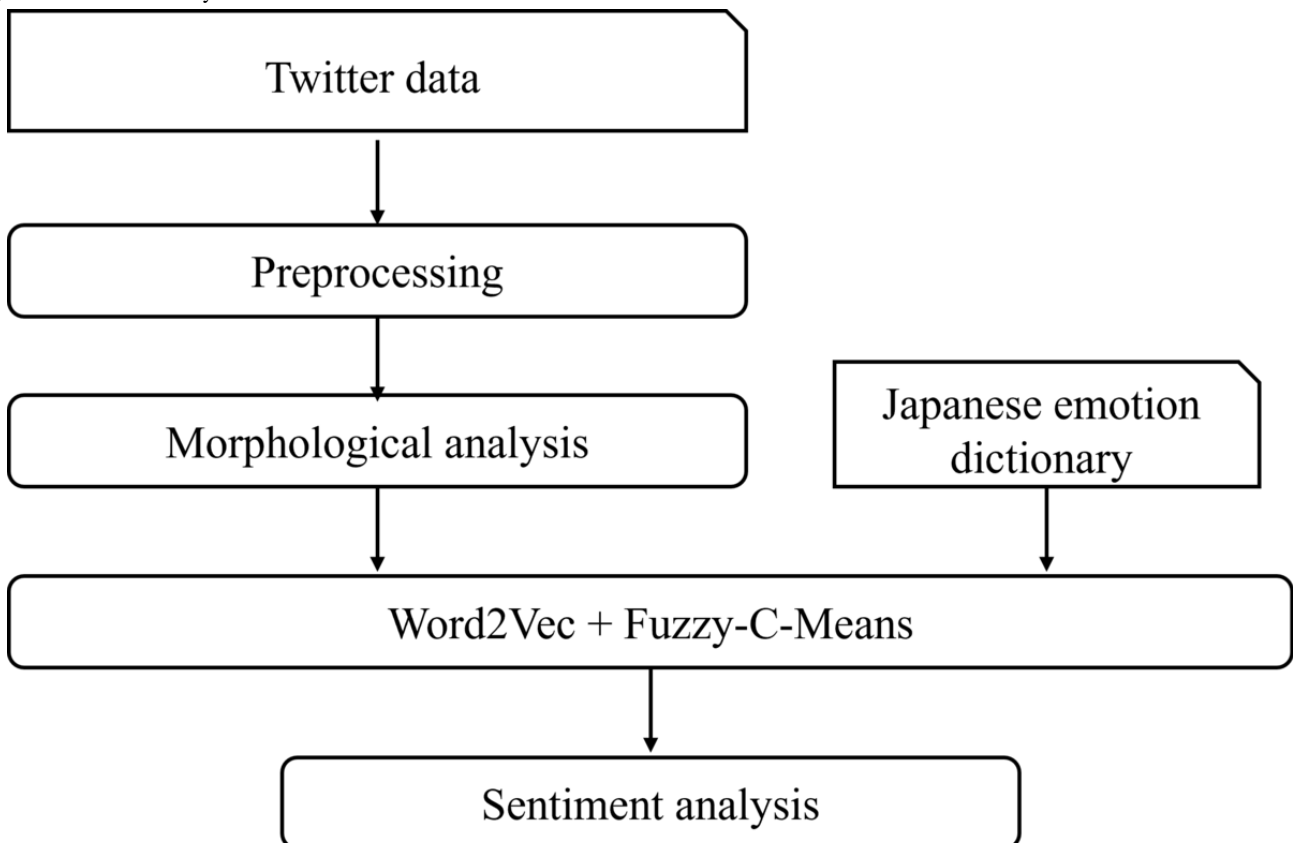 Twitter data
Preprocessing
Morphological analysis
Japanese emotion
dictionary
Word2Vec + Fuzzy-C-Means
Sentiment analysis